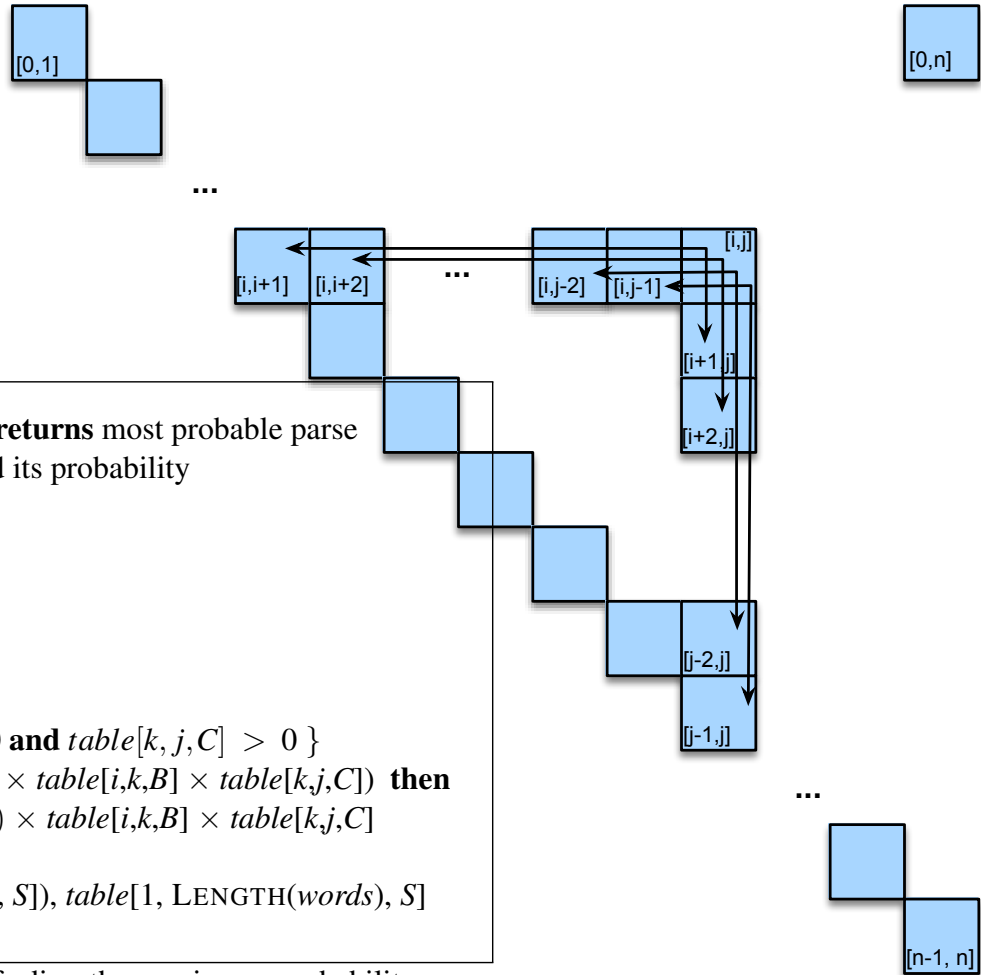 [0,1]
[0,n]
...
[i,j]
[i,i+1] [i,i+2] ... [i,j-2] [i,j-1]
[i+1,j]
returns most probable parse
[i+2,j]
its probability
[j-2,j]
and table[k, j,C] > 0 }
[j-1,j]
× table[i,k,B] × table[k,j,C]) then
...
) × table[i,k,B] × table[k,j,C]
, S]), table[1, LENGTH(words), S]
[n-1, n]